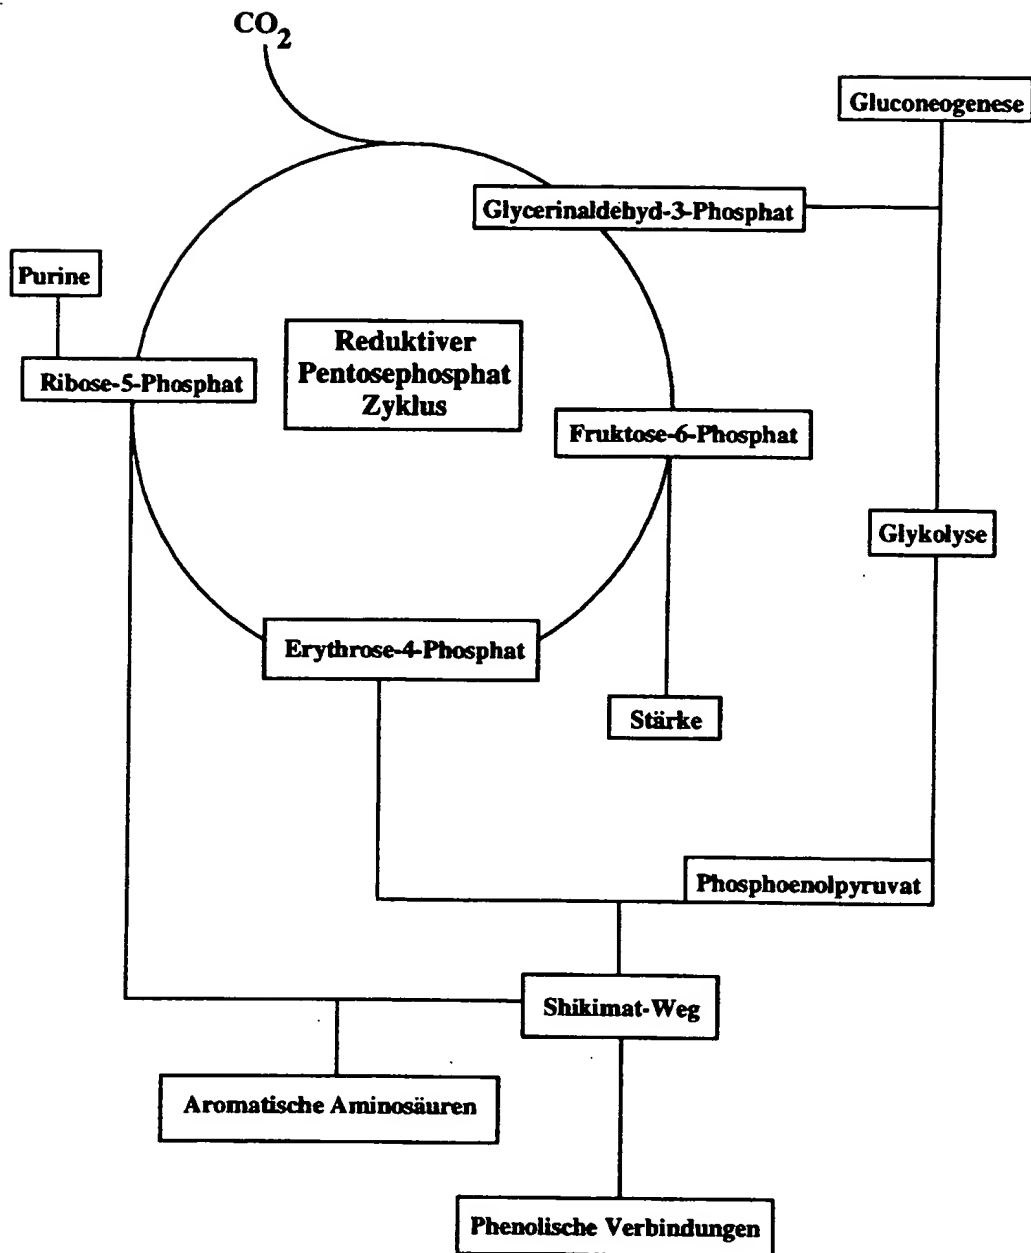 CO2
Gluconeogenese
Glycerinaldehyd-3-Phosphat
Purine
Reduktiver
Pentosephosphat
Zyklus
Ribose-5-Phosphat
Fruktose-6-Phosphat
Glykolyse
Erythrose-4-Phosphat
Stärke
Phosphoenolpyruvat
Shikimat-Weg
Aromatische Aminosäuren
Phenolische Verbindungen